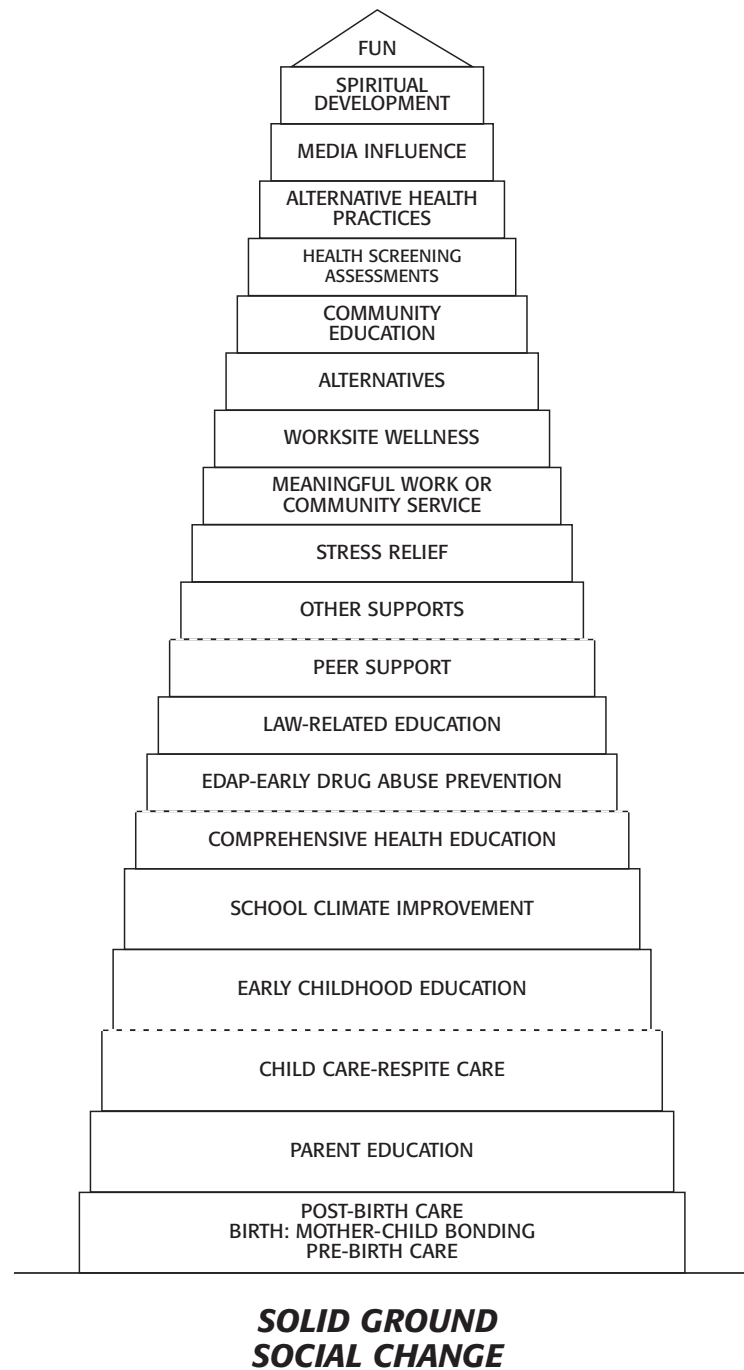 FUN
SPIRITUAL
DEVELOPMENT
MEDIA INFLUENCE
ALTERNATIVE HEALTH
PRACTICES
HEALTH SCREENING
ASSESSMENTS
COMMUNITY
EDUCATION
ALTERNATIVES
WORKSITE WELLNESS
MEANINGFUL WORK OR
COMMUNITY SERVICE
STRESS RELIEF
OTHER SUPPORTS
PEER SUPPORT
LAW-RELATED EDUCATION
EDAP-EARLY DRUG ABUSE PREVENTION
COMPREHENSIVE HEALTH EDUCATION
SCHOOL CLIMATE IMPROVEMENT
EARLY CHILDHOOD EDUCATION
CHILD CARE-RESPITE CARE
PARENT EDUCATION
POST-BIRTH CARE
BIRTH: MOTHER-CHILD BONDING
PRE-BIRTH CARE
SOLID GROUND
SOCIAL CHANGE